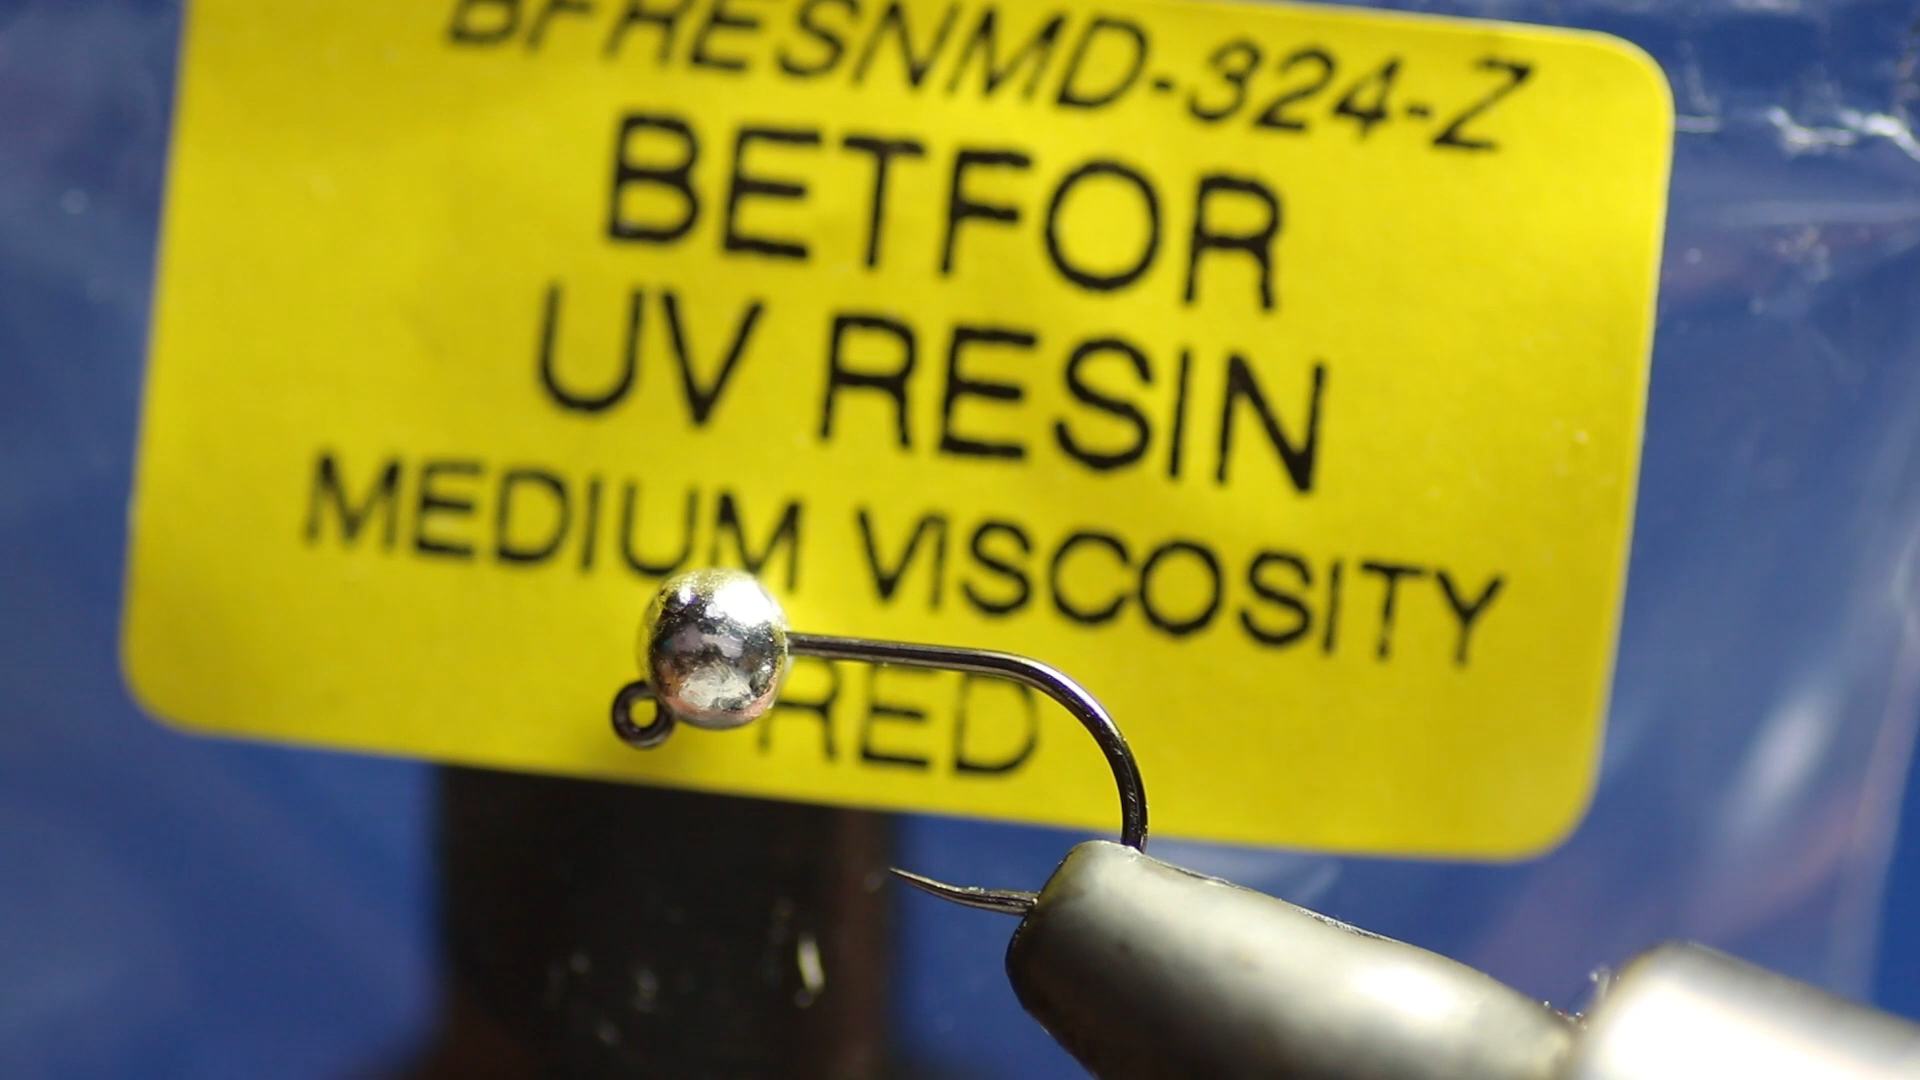 BFRESNMD-324-Z
BETFOR
UV RESIN
MEDIUM VISCOSITY
RED